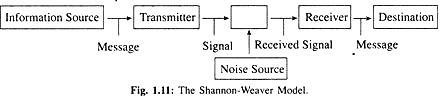 Information Source Transmitter Receiver Destination
Message Signal Received Signal Message
Noise Source
Fig. 1.11: The Shannon-Weaver Model.